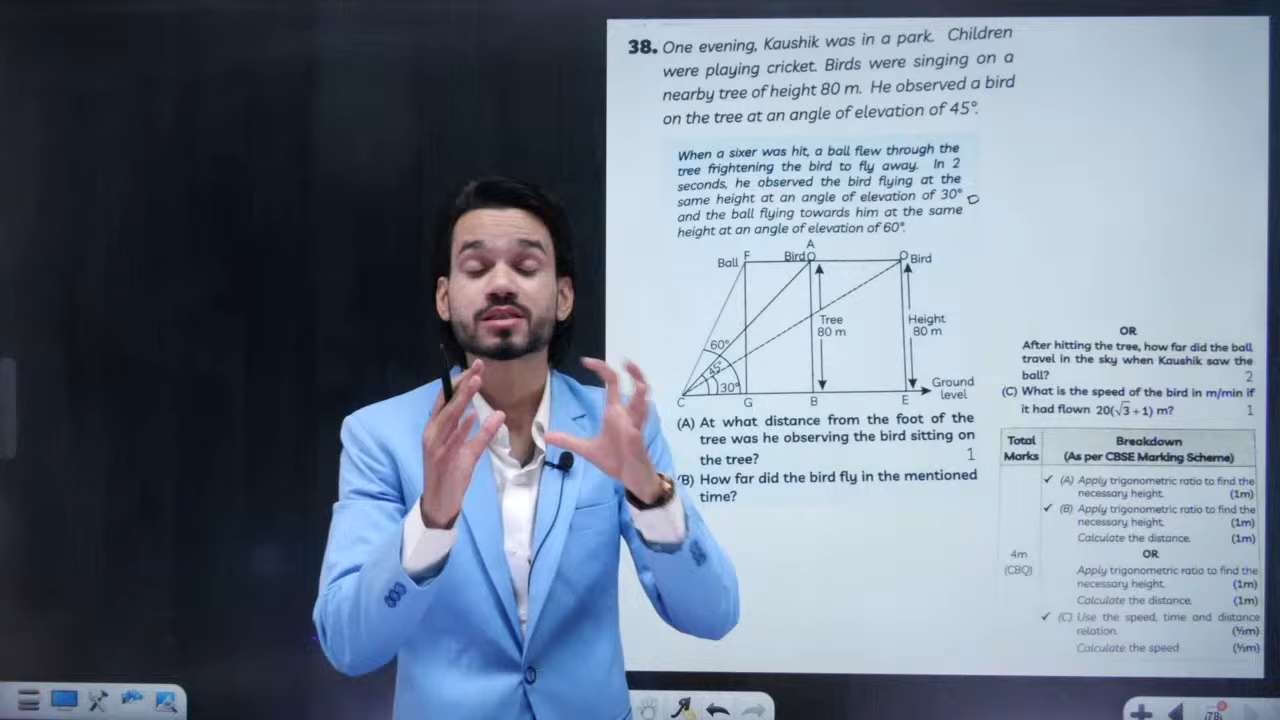 38. One evening, Kaushik was in a park. Children
were playing cricket. Birds were singing on a
nearby tree of height 80 m. He observed a bird
on the tree at an angle of elevation of 45°.
When a sixer was hit, a ball flew through the
tree frightening the bird to fly away. In 2
seconds, he observed the bird flying at the
same height at an angle of elevation of 30°
and the ball flying towards him at the same
height at an angle of elevation of 60°.
A
Ball F Bird Bird
Tree
80 m
Height
80 m
60°
45°
30°
C G B E
Ground
level
(A) At what distance from the foot of the
tree was he observing the bird sitting on
the tree? 1
(B) How far did the bird fly in the mentioned
time?
OR
After hitting the tree, how far did the ball
travel in the sky when Kaushik saw the
ball? 2
(C) What is the speed of the bird in m/min if
it had flown 20(√3 + 1) m? 1
Total
Marks
Breakdown
(As per CBSE Marking Scheme)
4m
(CBQ)
✓ (A) Apply trigonometric ratio to find the
necessary height. (1m)
✓ (B) Apply trigonometric ratio to find the
necessary height. (1m)
Calculate the distance. (1m)
OR
Apply trigonometric ratio to find the
necessary height. (1m)
Calculate the distance. (1m)
✓ (C) Use the speed, time and distance
relation. (½m)
Calculate the speed (½m)
78